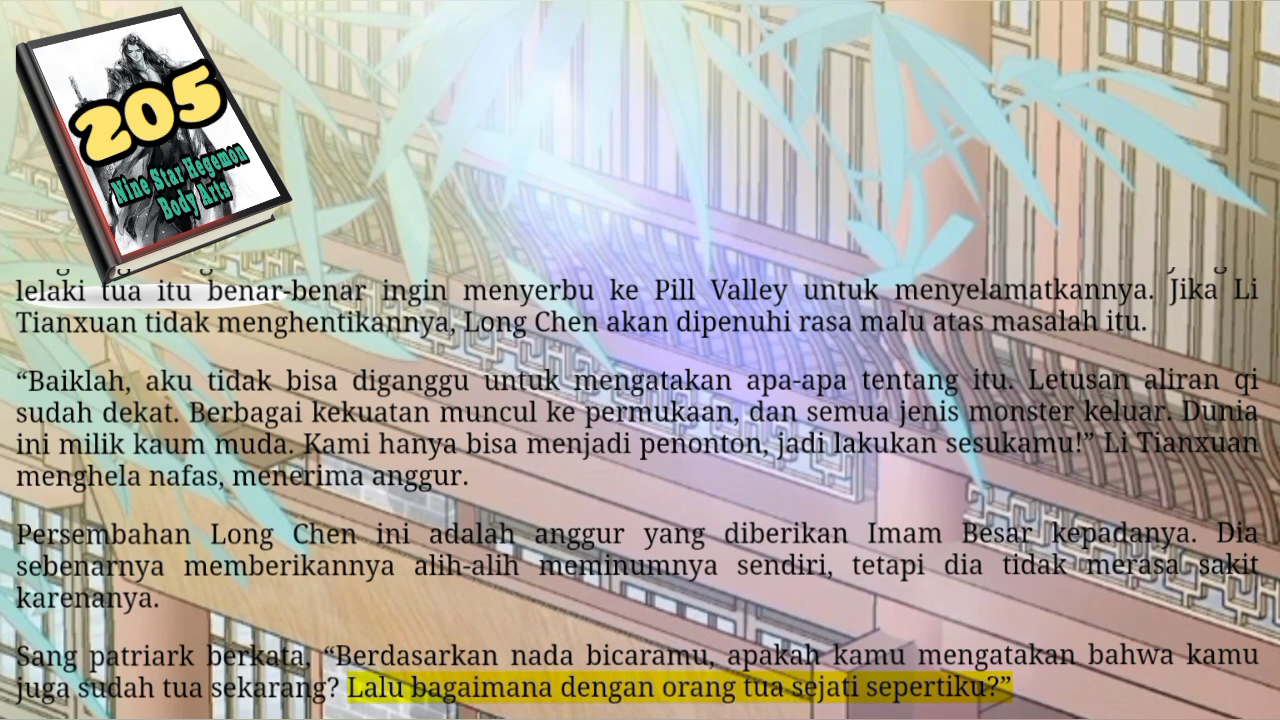 205
Nine Star Hegemon
Body Arts
lelaki tua itu benar-benar ingin menyerbu ke Pill Valley untuk menyelamatkannya. Jika Li
Tianxuan tidak menghentikannya, Long Chen akan dipenuhi rasa malu atas masalah itu.
“Baiklah, aku tidak bisa diganggu untuk mengatakan apa-apa tentang itu. Letusan aliran qi
sudah dekat. Berbagai kekuatan muncul ke permukaan, dan semua jenis monster keluar. Dunia
ini milik kaum muda. Kami hanya bisa menjadi penonton, jadi lakukan sesukamu!” Li Tianxuan
menghela nafas, menerima anggur.
Persembahan Long Chen ini adalah anggur yang diberikan Imam Besar kepadanya. Dia
sebenarnya memberikannya alih-alih meminumnya sendiri, tetapi dia tidak merasa sakit
karenanya.
Sang patriark berkata, “Berdasarkan nada bicaramu, apakah kamu mengatakan bahwa kamu
juga sudah tua sekarang? Lalu bagaimana dengan orang tua sejati sepertiku?”